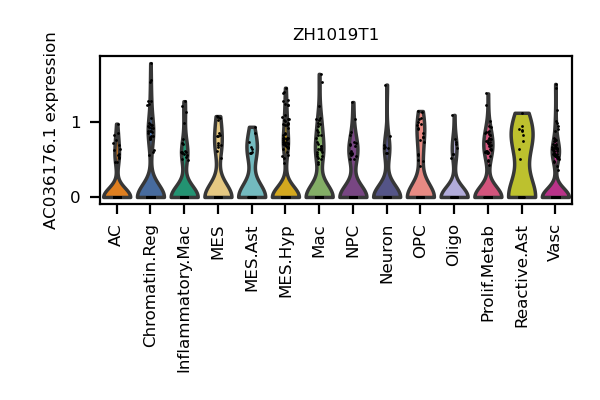 ZH1019T1
AC036176.1 expression
1
0
AC
Chromatin.Reg
Inflammatory.Mac
MES
MES.Ast
MES.Hyp
Mac
NPC
Neuron
OPC
Oligo
Prolif.Metab
Reactive.Ast
Vasc